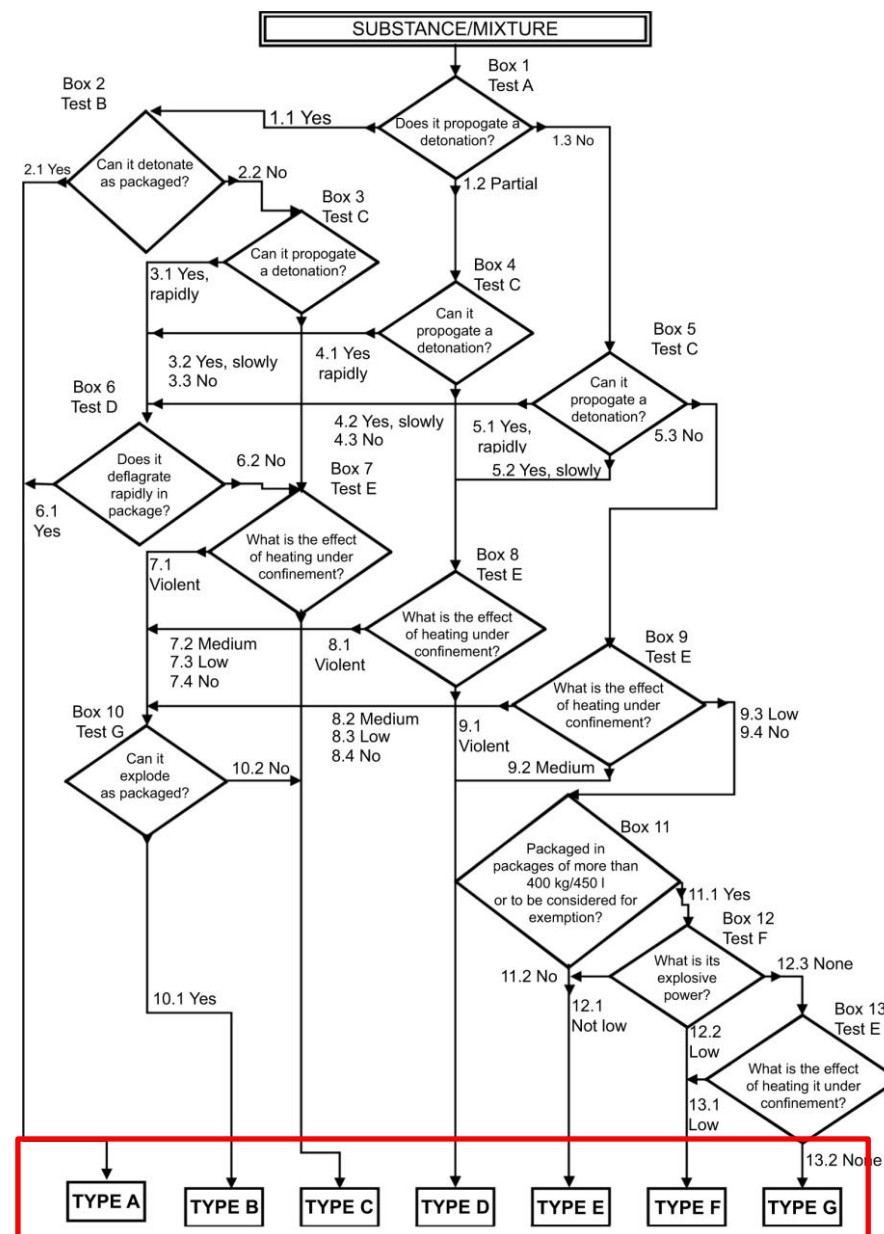 SUBSTANCE/MIXTURE
Box 1
Test A
Does it propogate a
detonation?
1.1 Yes
1.2 Partial
1.3 No
Box 2
Test B
Can it detonate
as packaged?
2.1 Yes
2.2 No
Box 3
Test C
Can it propogate
a detonation?
3.1 Yes,
rapidly
3.2 Yes, slowly
3.3 No
Box 4
Test C
Can it
propogate a
detonation?
4.1 Yes
rapidly
4.2 Yes, slowly
4.3 No
Box 5
Test C
Can it
propogate a
detonation?
5.1 Yes,
rapidly
5.2 Yes, slowly
5.3 No
Box 6
Test D
Does it
deflagrate
rapidly in
package?
6.1
Yes
6.2 No
Box 7
Test E
What is the effect
of heating under
confinement?
7.1
Violent
7.2 Medium
7.3 Low
7.4 No
Box 8
Test E
What is the effect
of heating under
confinement?
8.1
Violent
8.2 Medium
8.3 Low
8.4 No
Box 9
Test E
What is the effect
of heating under
confinement?
9.1
Violent
9.2 Medium
9.3 Low
9.4 No
Box 10
Test G
Can it
explode
as packaged?
10.1 Yes
10.2 No
Box 11
Packaged in
packages of more than
400 kg/450 l
or to be considered for
exemption?
11.1 Yes
11.2 No
Box 12
Test F
What is its
explosive
power?
12.1
Not low
12.2
Low
12.3 None
Box 13
Test E
What is the effect
of heating it under
confinement?
13.1
Low
13.2 None
TYPE A
TYPE B
TYPE C
TYPE D
TYPE E
TYPE F
TYPE G